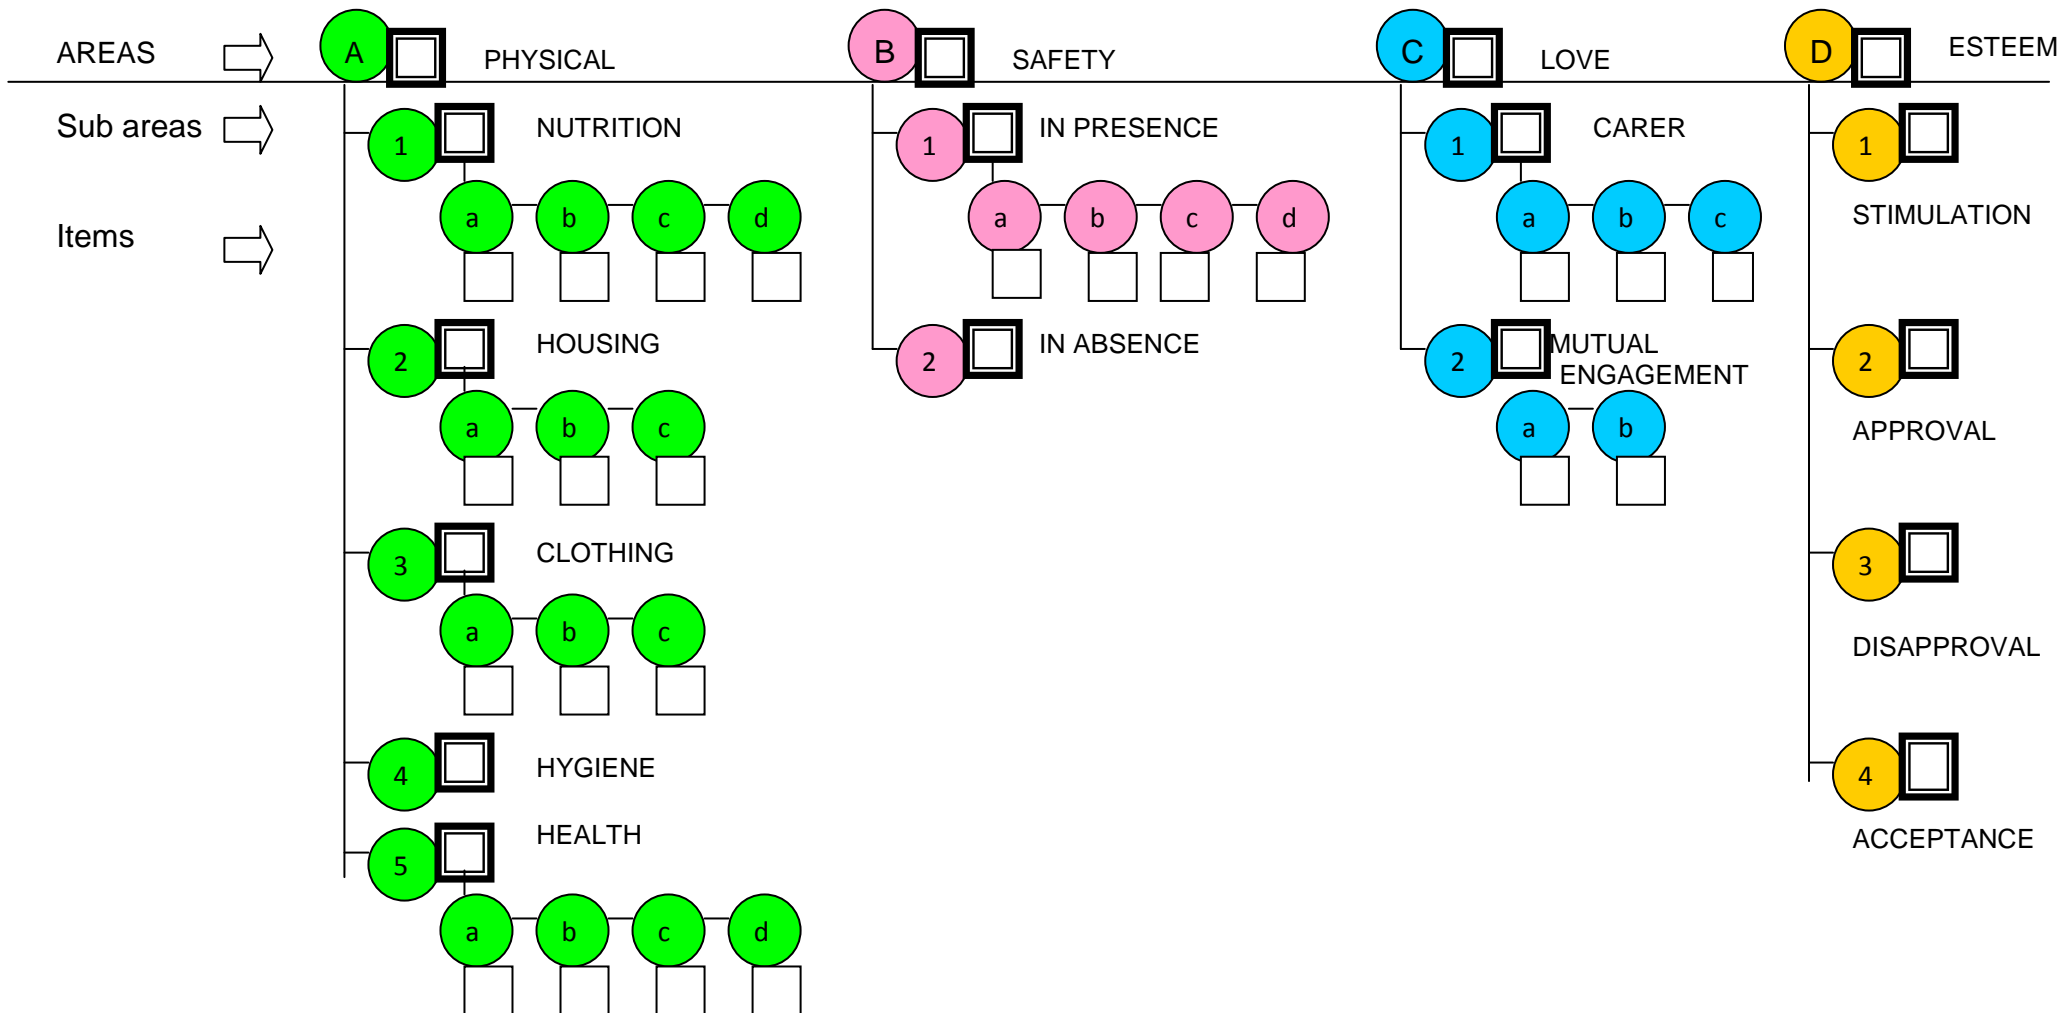 AREAS A PHYSICAL B SAFETY C LOVE D ESTEEM
Sub areas 1 NUTRITION 1 IN PRESENCE 1 CARER 1
Items a b c d a b c d a b c STIMULATION
2 HOUSING 2 IN ABSENCE 2 MUTUAL 2
ENGAGEMENT
a b c a b APPROVAL
3 CLOTHING 3
a b c DISAPPROVAL
4 HYGIENE 4
5 HEALTH ACCEPTANCE
a b c d